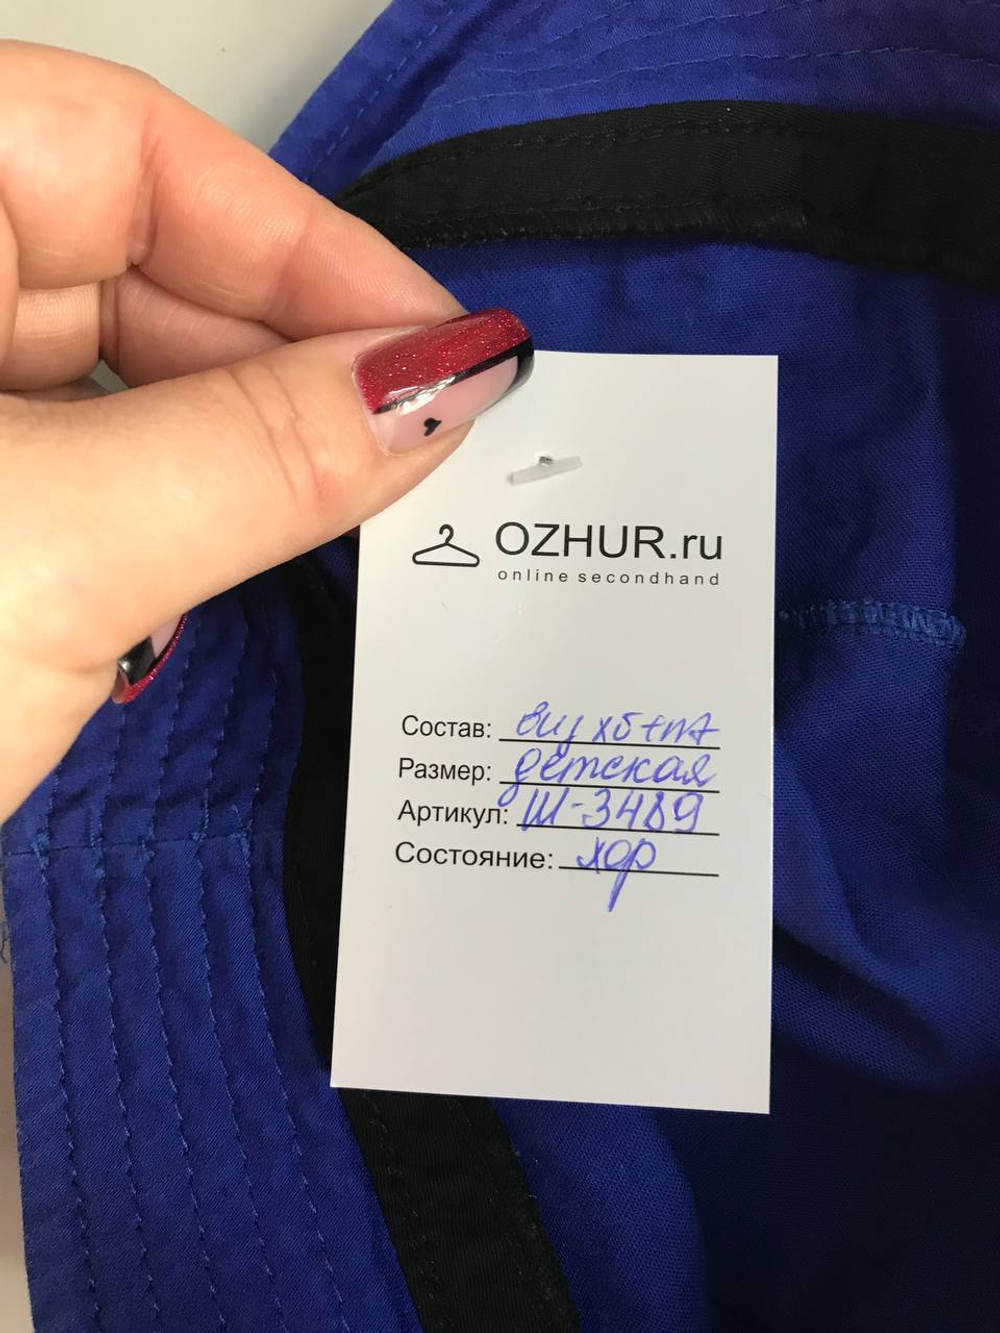 OZHUR.ru
online secondhand
Состав: виз хб+пэ
Размер: детская
Артикул: Ш-3489
Состояние: хор